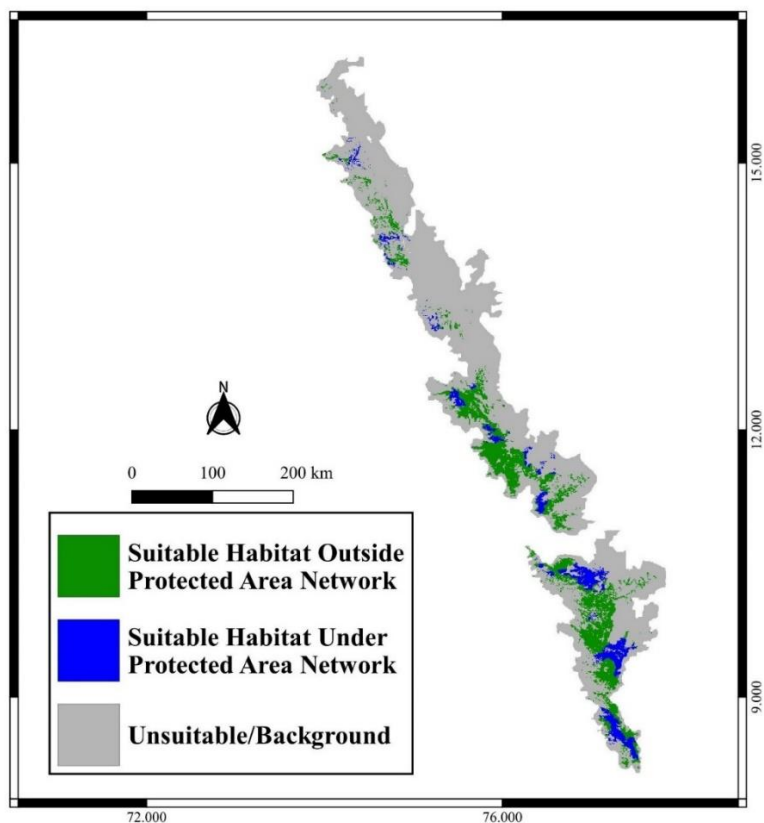 15.000
N
12.000
0 100 200 km
Suitable Habitat Outside
Protected Area Network
Suitable Habitat Under
Protected Area Network
Unsuitable/Background
9.000
72.000 76.000